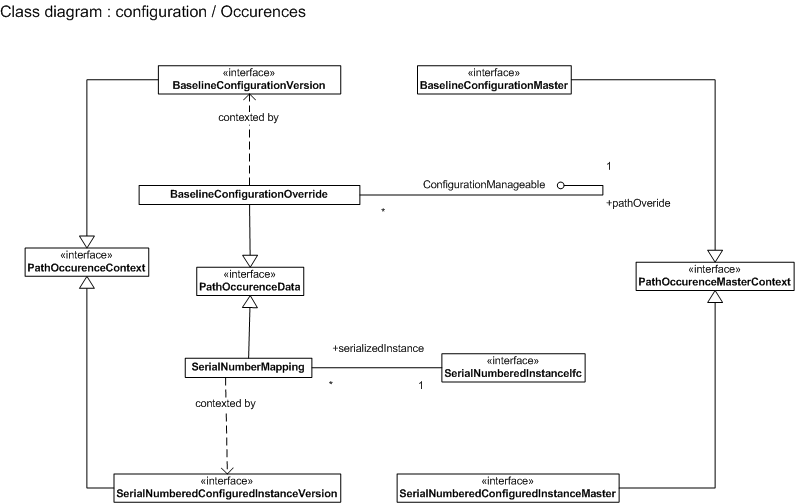 Class diagram : configuration / Occurences
«interface»
BaselineConfigurationVersion
«interface»
BaselineConfigurationMaster
contexted by
1
ConfigurationManageable
BaselineConfigurationOverride
*
+pathOveride
«interface»
PathOccurenceContext
«interface»
PathOccurenceData
«interface»
PathOccurenceMasterContext
+serializedInstance
SerialNumberMapping
*
1
«interface»
SerialNumberedInstanceIfc
contexted by
«interface»
SerialNumberedConfiguredInstanceVersion
«interface»
SerialNumberedConfiguredInstanceMaster